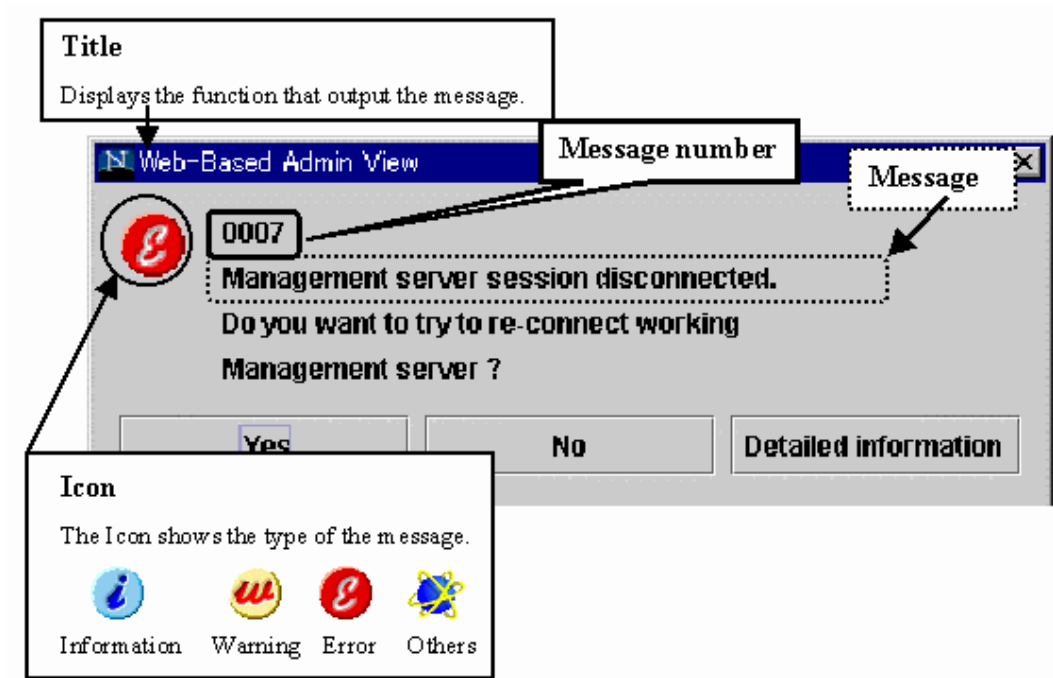 Title
Displays the function that output the message.
Web-Based Admin View
Message number
Message
0007
Management server session disconnected.
Do you want to try to re-connect working
Management server ?
Yes
No
Detailed information
Icon
The Icon shows the type of the message.
Information
Warning
Error
Others